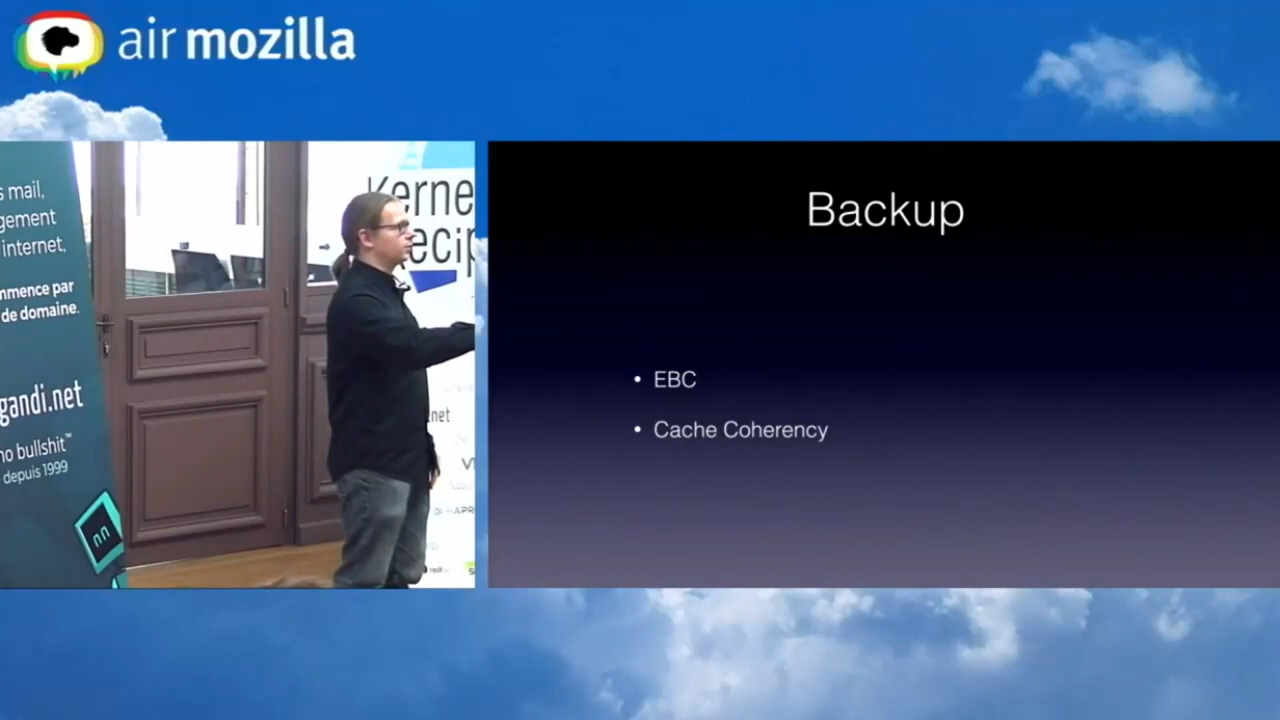 air mozilla
s mail,
gement
internet,
mmence par
de domaine.
gandi.net
no bullshit™
depuis 1999
Kerne
ecip
.net
Backup
• EBC
• Cache Coherency